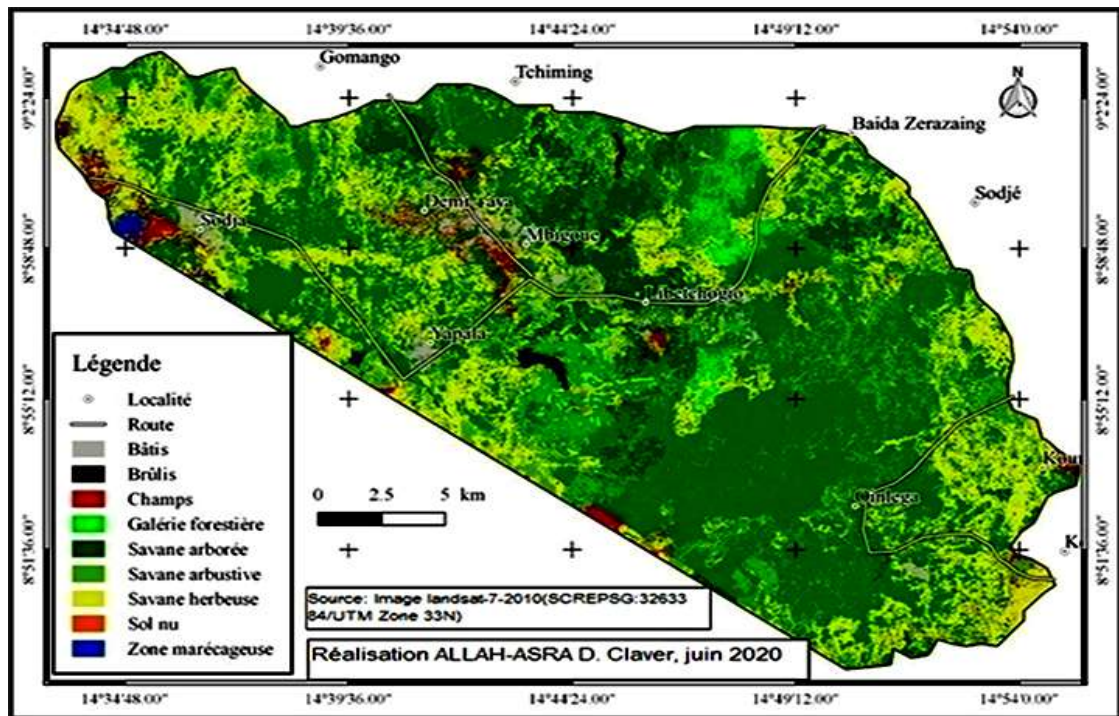 14°34'48.00" 14°39'36.00" 14°44'24.00" 14°49'12.00" 14°54'0.00"
Gomango
Tchiming
N
9°2'24.00" 9°2'24.00"
Baida Zerazaing
Sodjé
Sodja
Mbigoue
8°58'48.00" 8°58'48.00"
Libetchogio
Yapala
Légende
Localité
Route
Bâtis
Brûlis
Champs
Galérie forestière
Savane arborée
Savane arbustive
Savane herbeuse
Sol nu
Zone marécageuse
8°55'12.00" 8°55'12.00"
0 2.5 5 km
8°51'36.00" 8°51'36.00"
Source: Image landsat-7-2010(SCREPSG:32633
84/UTM Zone 33N)
Réalisation ALLAH-ASRA D. Claver, juin 2020
14°34'48.00" 14°39'36.00" 14°44'24.00" 14°49'12.00" 14°54'0.00"